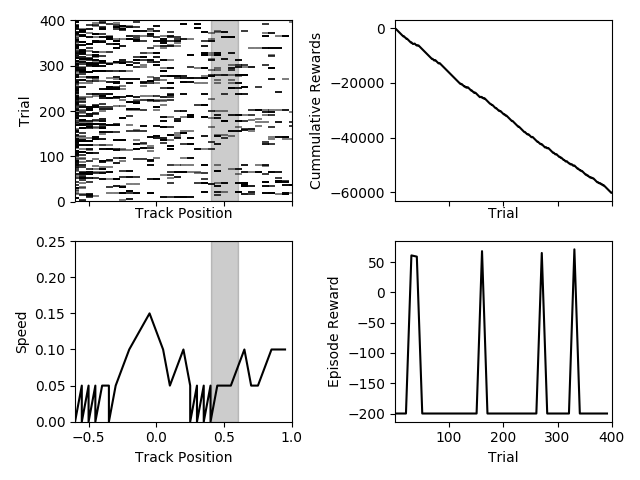 400
300
200
100
0
Trial
Track Position
0
−20000
−40000
−60000
Cummulative Rewards
Trial
0.25
0.20
0.15
0.10
0.05
0.00
Speed
−0.5 0.0 0.5 1.0
Track Position
50
0
−50
−100
−150
−200
Episode Reward
100 200 300 400
Trial